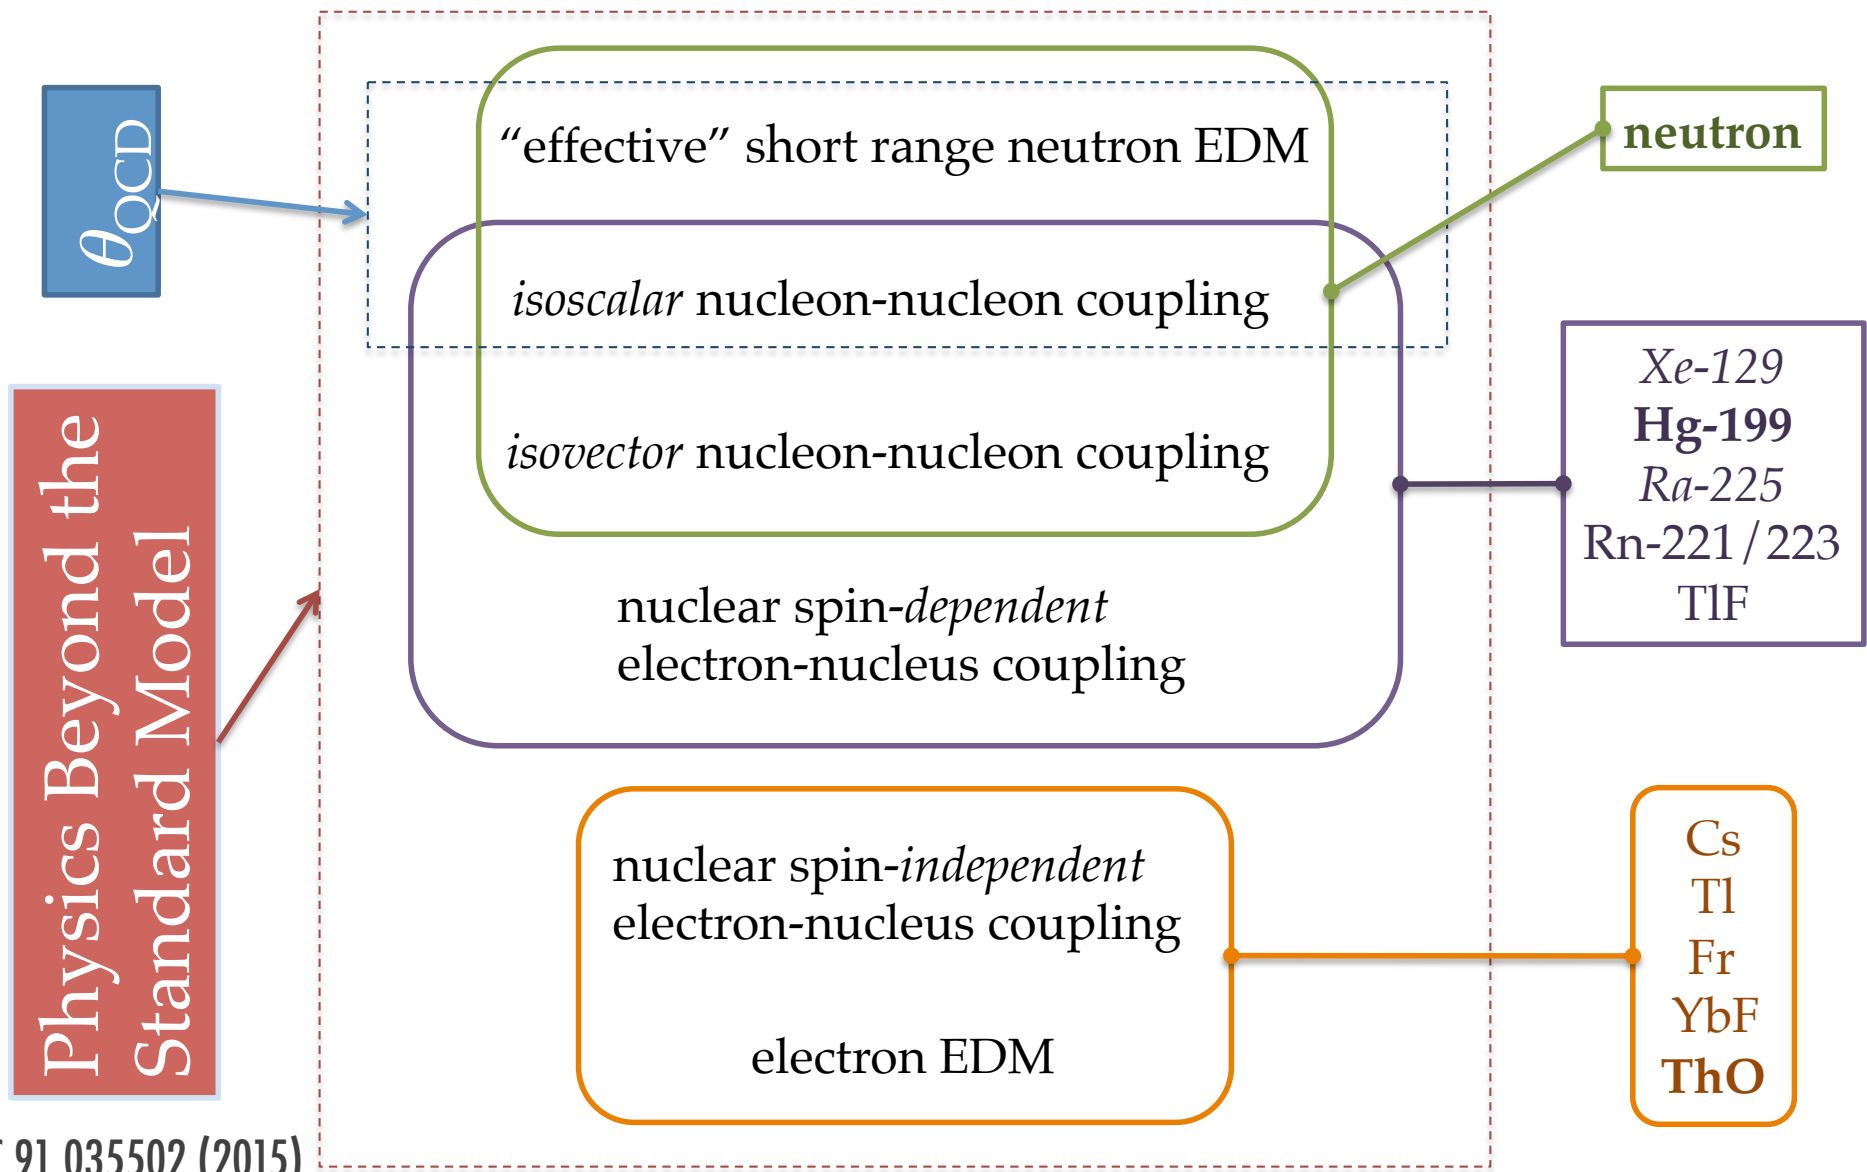 θQCD
Physics Beyond the
Standard Model
“effective” short range neutron EDM
isoscalar nucleon-nucleon coupling
isovector nucleon-nucleon coupling
nuclear spin-dependent
electron-nucleus coupling
nuclear spin-independent
electron-nucleus coupling
electron EDM
neutron
Xe-129
Hg-199
Ra-225
Rn-221/223
TlF
Cs
Tl
Fr
YbF
ThO
91 035502 (2015)